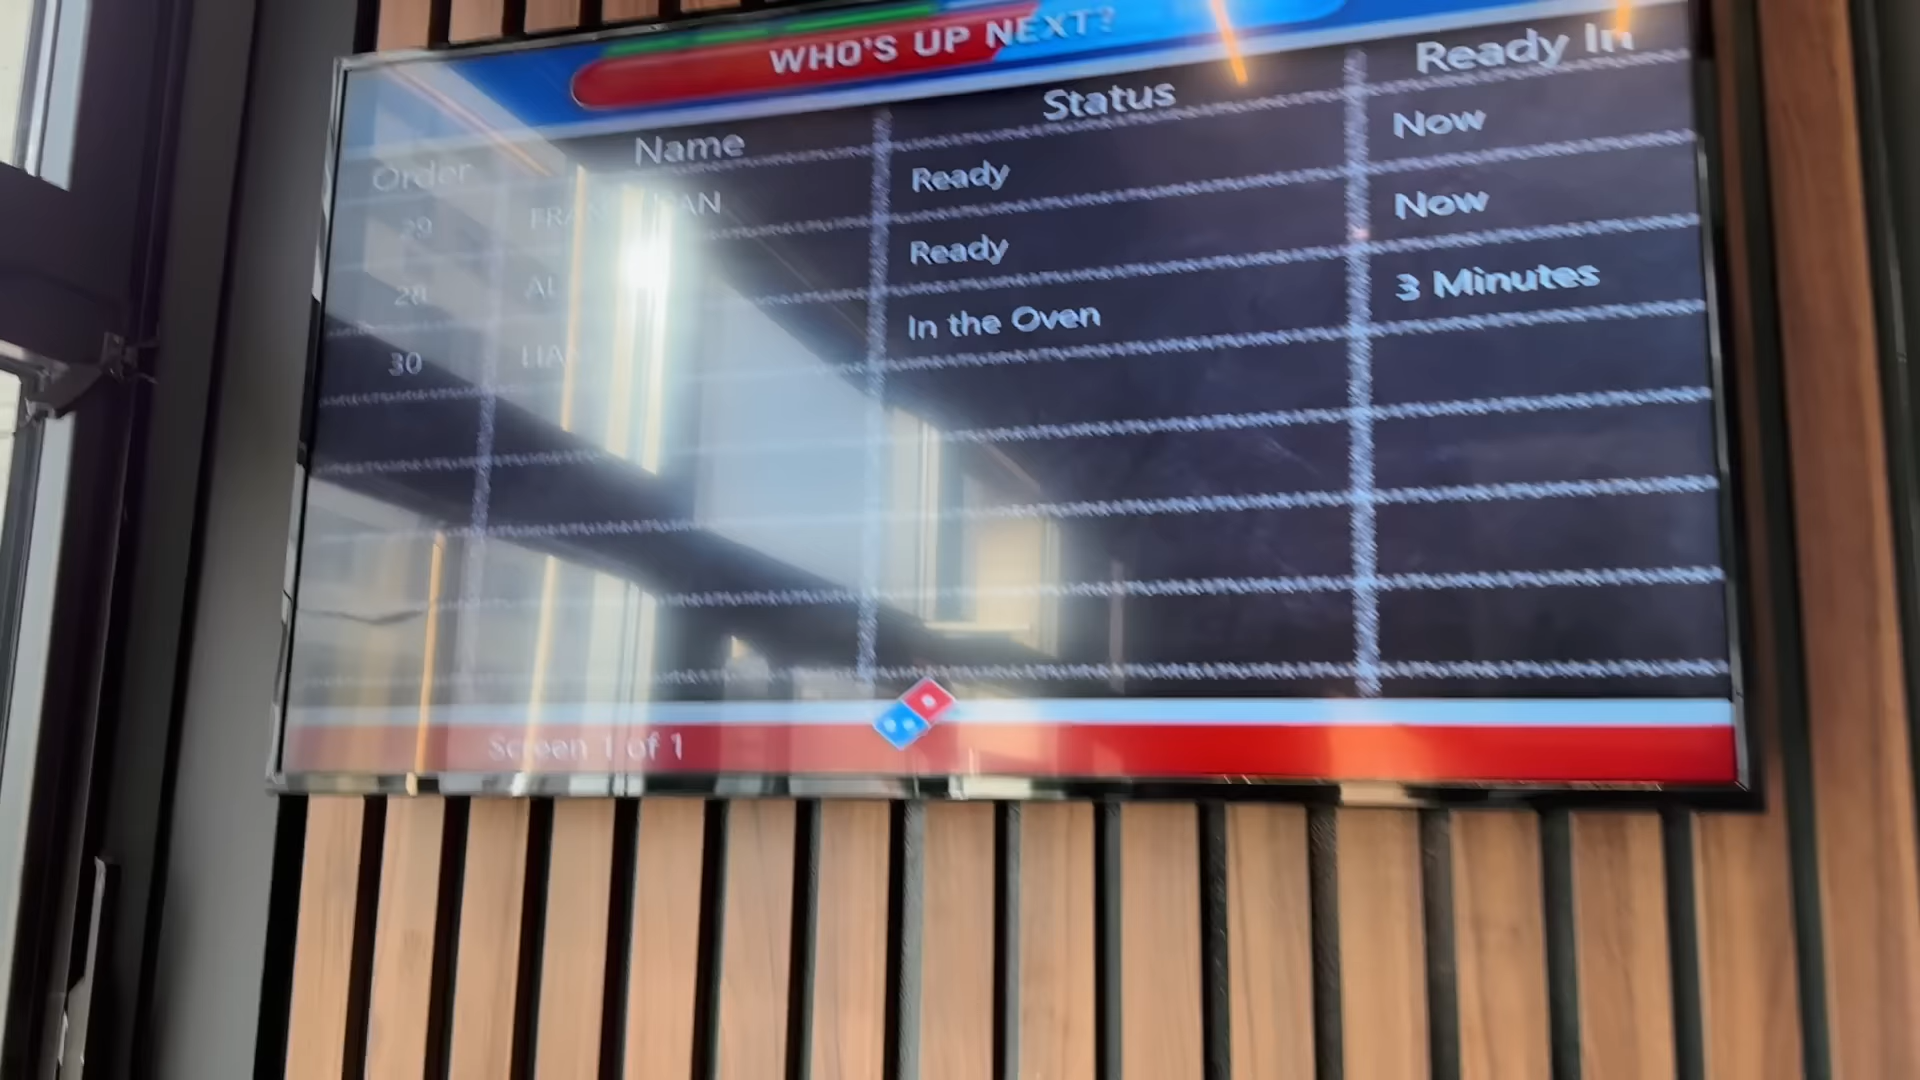 WHO'S UP NEXT?
Order Name Status Ready In
29 Ready Now
28 Ready Now
30 In the Oven 3 Minutes
Screen 1 of 1